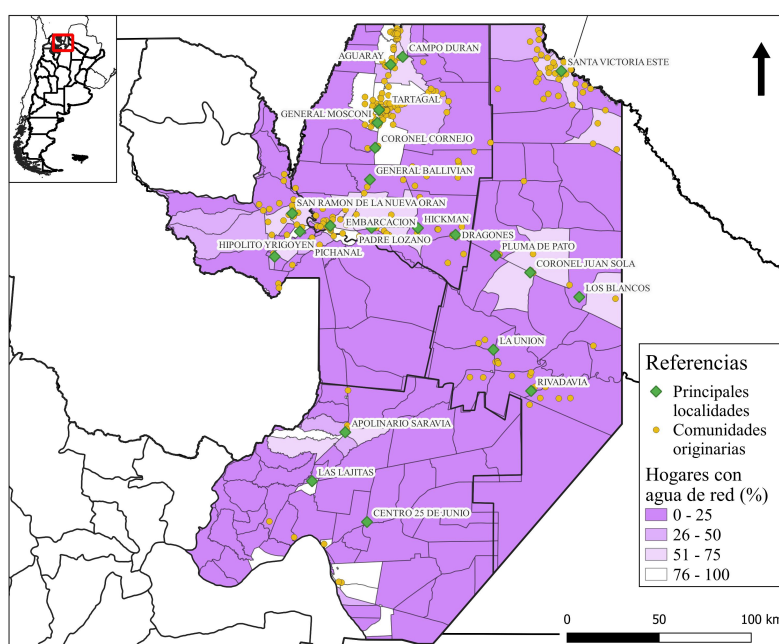 CAMPO DURAN
AGUARAY
SANTA VICTORIA ESTE
TARTAGAL
GENERAL MOSCONI
CORONEL CORNEJO
GENERAL BALLIVIAN
SAN RAMON DE LA NUEVA ORAN
EMBARCACION
HICKMAN
HIPOLITO YRIGOYEN
PADRE LOZANO
DRAGONES
PICHANAL
PLUMA DE PATO
CORONEL JUAN SOLA
LOS BLANCOS
LA UNION
RIVADAVIA
APOLINARIO SARAVIA
LAS LAJITAS
CENTRO 25 DE JUNIO
Referencias
Principales
localidades
Comunidades
originarias
Hogares con
agua de red (%)
0 - 25
26 - 50
51 - 75
76 - 100
0 50 100 km